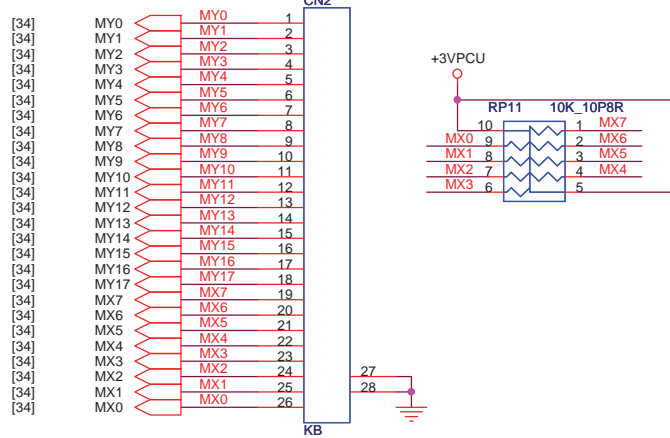 CN2
[34] MY0 MY0 1
[34] MY1 MY1 2
[34] MY2 MY2 3
[34] MY3 MY3 4
[34] MY4 MY4 5
[34] MY5 MY5 6
[34] MY6 MY6 7
[34] MY7 MY7 8
[34] MY8 MY8 9
[34] MY9 MY9 10
[34] MY10 MY10 11
[34] MY11 MY11 12
[34] MY12 MY12 13
[34] MY13 MY13 14
[34] MY14 MY14 15
[34] MY15 MY15 16
[34] MY16 MY16 17
[34] MY17 MY17 18
[34] MX7 MX7 19
[34] MX6 MX6 20
[34] MX5 MX5 21
[34] MX4 MX4 22
[34] MX3 MX3 23
[34] MX2 MX2 24
[34] MX1 MX1 25
[34] MX0 MX0 26
27
28
KB
+3VPCU
RP11 10K_10P8R
10 1 MX7
MX0 9 2 MX6
MX1 8 3 MX5
MX2 7 4 MX4
MX3 6 5